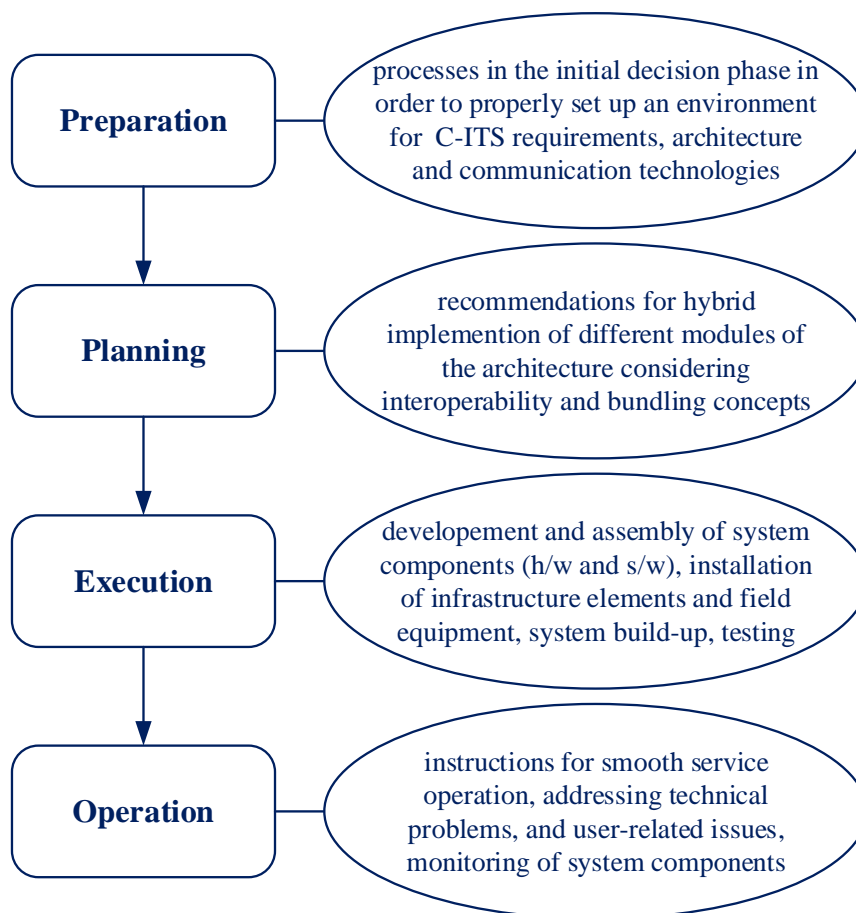 Preparation
processes in the initial decision phase in
order to properly set up an environment
for C-ITS requirements, architecture
and communication technologies
Planning
recommendations for hybrid
implemention of different modules of
the architecture considering
interoperability and bundling concepts
Execution
developement and assembly of system
components (h/w and s/w), installation
of infrastructure elements and field
equipment, system build-up, testing
Operation
instructions for smooth service
operation, addressing technical
problems, and user-related issues,
monitoring of system components